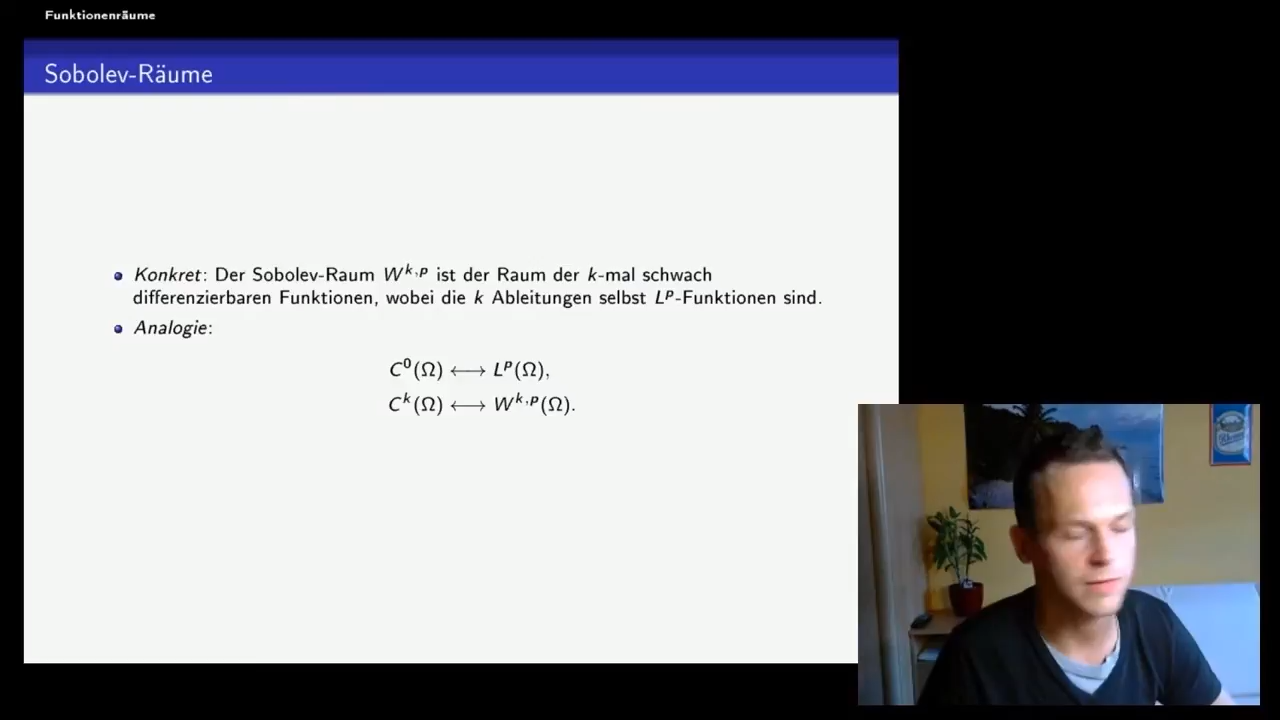 Funktionenräume
Sobolev-Räume
Konkret: Der Sobolev-Raum W^{k,p} ist der Raum der k-mal schwach
differenzierbaren Funktionen, wobei die k Ableitungen selbst L^p-Funktionen sind.
Analogie:
C^0(Ω) ⟷ L^p(Ω),
C^k(Ω) ⟷ W^{k,p}(Ω).